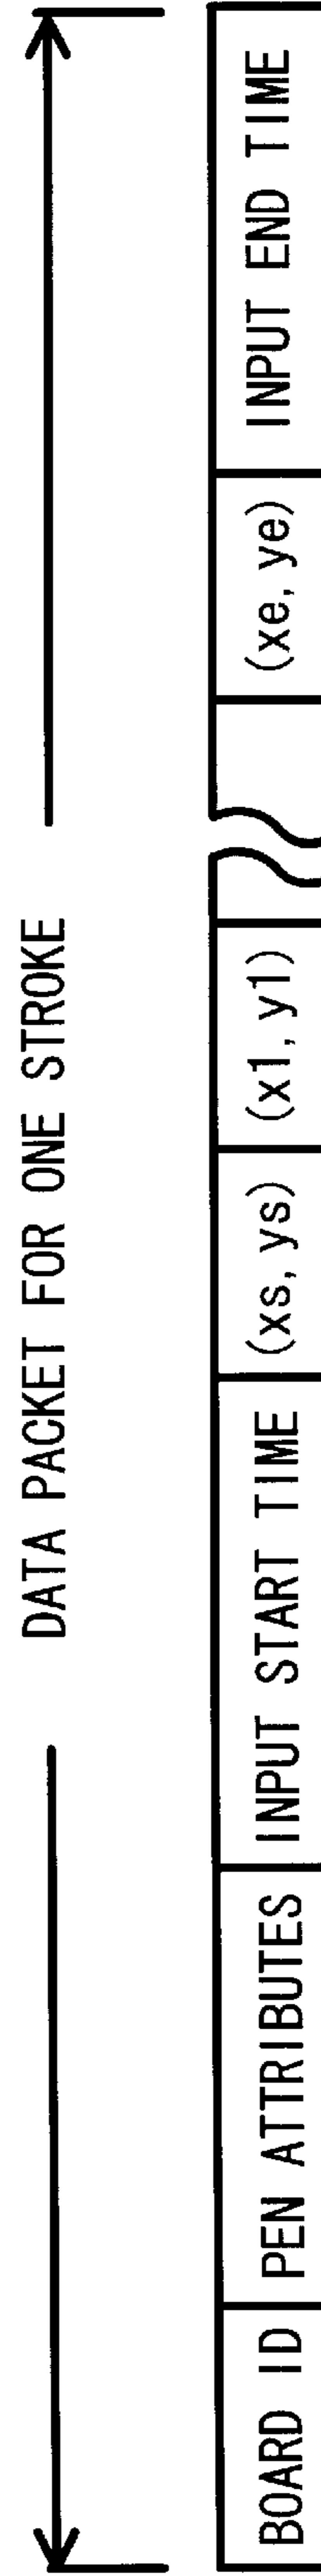 DATA PACKET FOR ONE STROKE
BOARD ID PEN ATTRIBUTES INPUT START TIME (xs, ys) (x1, y1) (xe, ye) INPUT END TIME